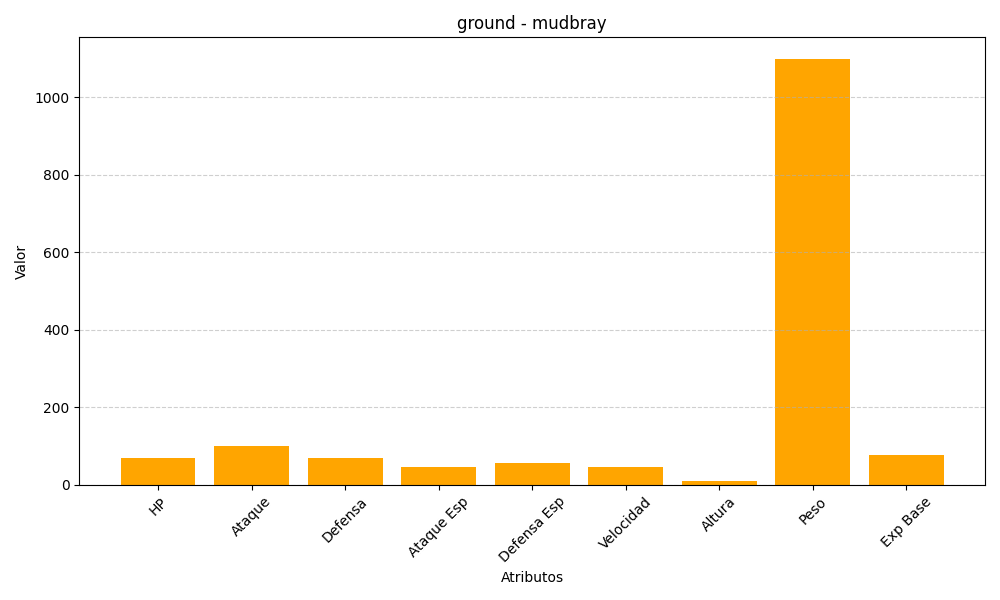 ground - mudbray
Valor
1000
800
600
400
200
0
HP
Ataque
Defensa
Ataque Esp
Defensa Esp
Velocidad
Altura
Peso
Exp Base
Atributos